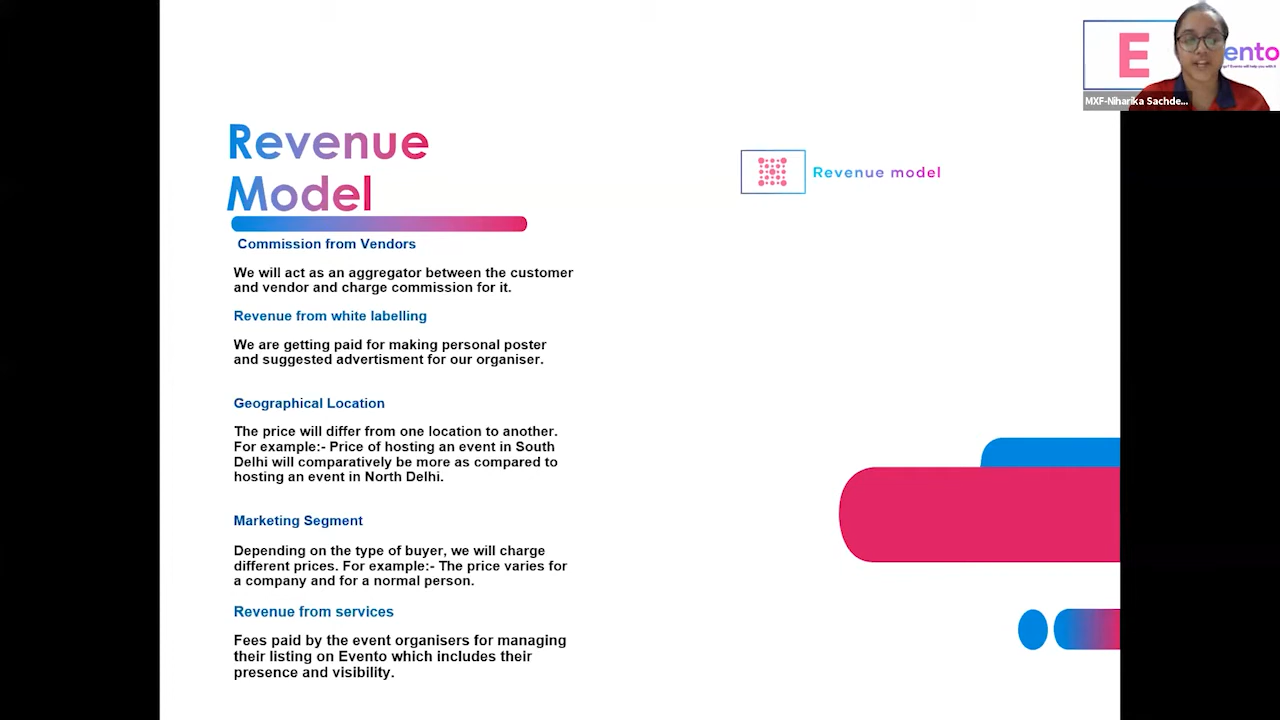 E
ento
MXF-Niharika Sachde...
Revenue
Model
Revenue model
Commission from Vendors
We will act as an aggregator between the customer
and vendor and charge commission for it.
Revenue from white labelling
We are getting paid for making personal poster
and suggested advertisment for our organiser.
Geographical Location
The price will differ from one location to another.
For example:- Price of hosting an event in South
Delhi will comparatively be more as compared to
hosting an event in North Delhi.
Marketing Segment
Depending on the type of buyer, we will charge
different prices. For example:- The price varies for
a company and for a normal person.
Revenue from services
Fees paid by the event organisers for managing
their listing on Evento which includes their
presence and visibility.